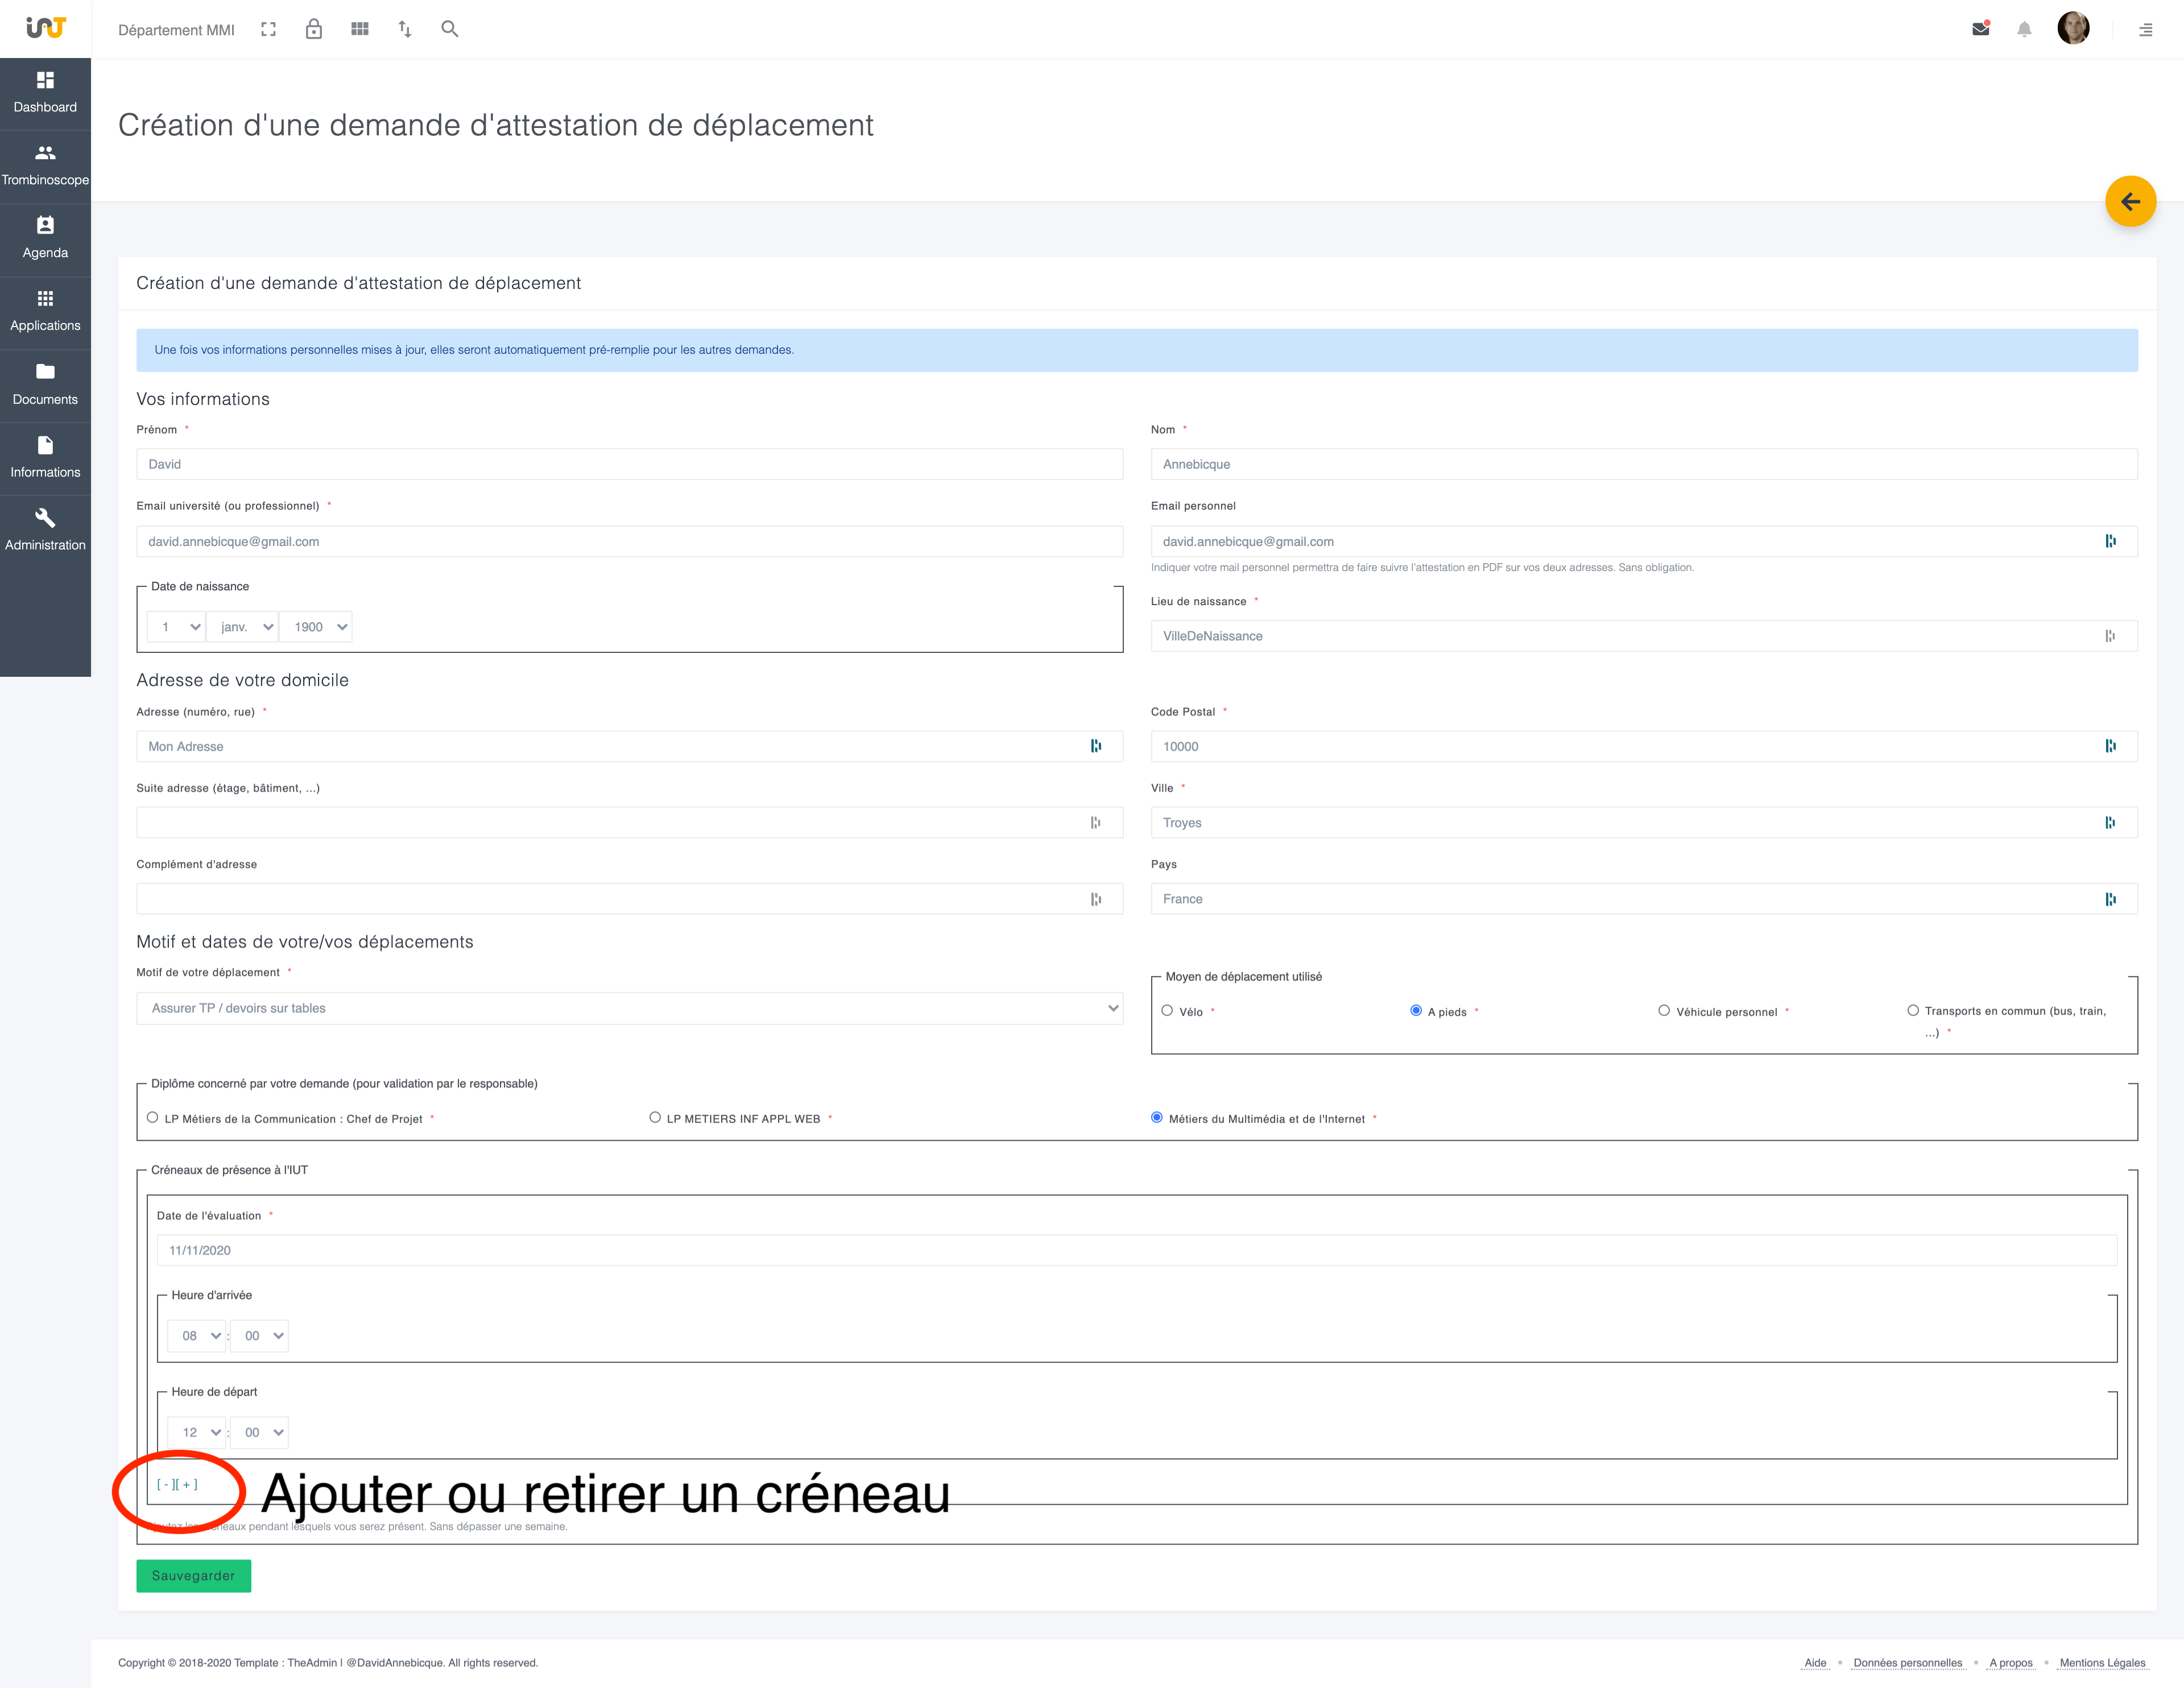 iUT
Département MMI
Dashboard
Trombinoscope
Agenda
Applications
Documents
Informations
Administration
Création d'une demande d'attestation de déplacement
Création d'une demande d'attestation de déplacement
Une fois vos informations personnelles mises à jour, elles seront automatiquement pré-remplie pour les autres demandes.
Vos informations
Prénom *
David
Nom *
Annebicque
Email université (ou professionnel) *
david.annebicque@gmail.com
Email personnel
david.annebicque@gmail.com
Indiquer votre mail personnel permettra de faire suivre l'attestation en PDF sur vos deux adresses. Sans obligation.
Date de naissance
1 janv. 1900
Lieu de naissance *
VilleDeNaissance
Adresse de votre domicile
Adresse (numéro, rue) *
Mon Adresse
Code Postal *
10000
Suite adresse (étage, bâtiment, ...)
Ville *
Troyes
Complément d'adresse
Pays
France
Motif et dates de votre/vos déplacements
Motif de votre déplacement *
Assurer TP / devoirs sur tables
Moyen de déplacement utilisé
Vélo *
A pieds *
Véhicule personnel *
Transports en commun (bus, train,
...) *
Diplôme concerné par votre demande (pour validation par le responsable)
LP Métiers de la Communication : Chef de Projet *
LP METIERS INF APPL WEB *
Métiers du Multimédia et de l'Internet *
Créneaux de présence à l'IUT
Date de l'évaluation *
11/11/2020
Heure d'arrivée
08 : 00
Heure de départ
12 : 00
[ - ][ + ]
Ajouter ou retirer un créneau
pendant lesquels vous serez présent. Sans dépasser une semaine.
Sauvegarder
Copyright © 2018-2020 Template : TheAdmin | @DavidAnnebicque. All rights reserved.
Aide • Données personnelles • A propos • Mentions Légales